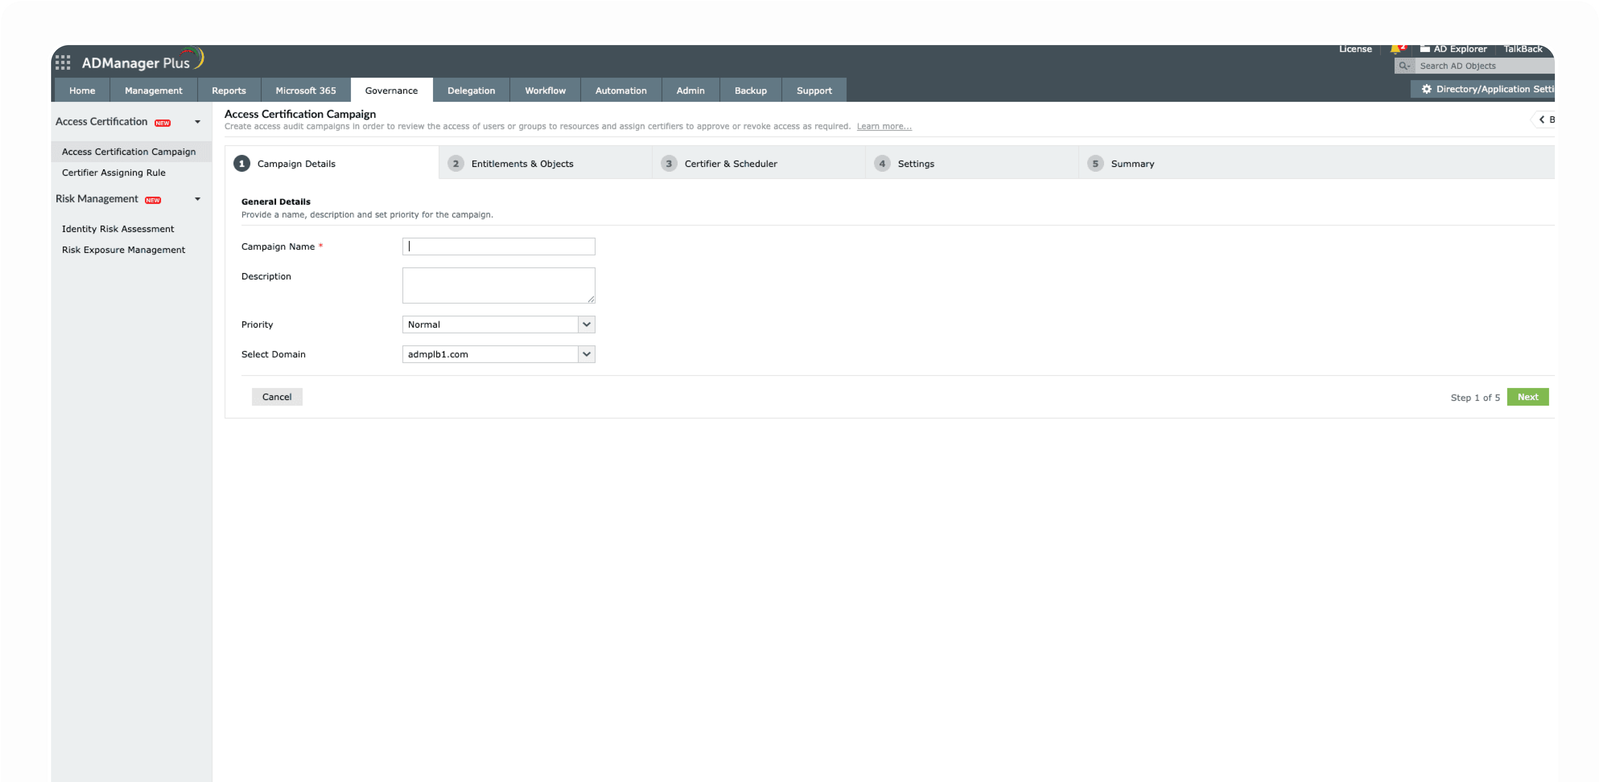 License
2
AD Explorer
TalkBack
ADManager Plus
Search AD Objects
Home
Management
Reports
Microsoft 365
Governance
Delegation
Workflow
Automation
Admin
Backup
Support
Directory/Application Setti
Access Certification NEW
Access Certification Campaign
Certifier Assigning Rule
Risk Management NEW
Identity Risk Assessment
Risk Exposure Management
Access Certification Campaign
Create access audit campaigns in order to review the access of users or groups to resources and assign certifiers to approve or revoke access as required. Learn more...
B
1 Campaign Details
2 Entitlements & Objects
3 Certifier & Scheduler
4 Settings
5 Summary
General Details
Provide a name, description and set priority for the campaign.
Campaign Name *
Description
Priority
Normal
Select Domain
admplb1.com
Cancel
Step 1 of 5
Next